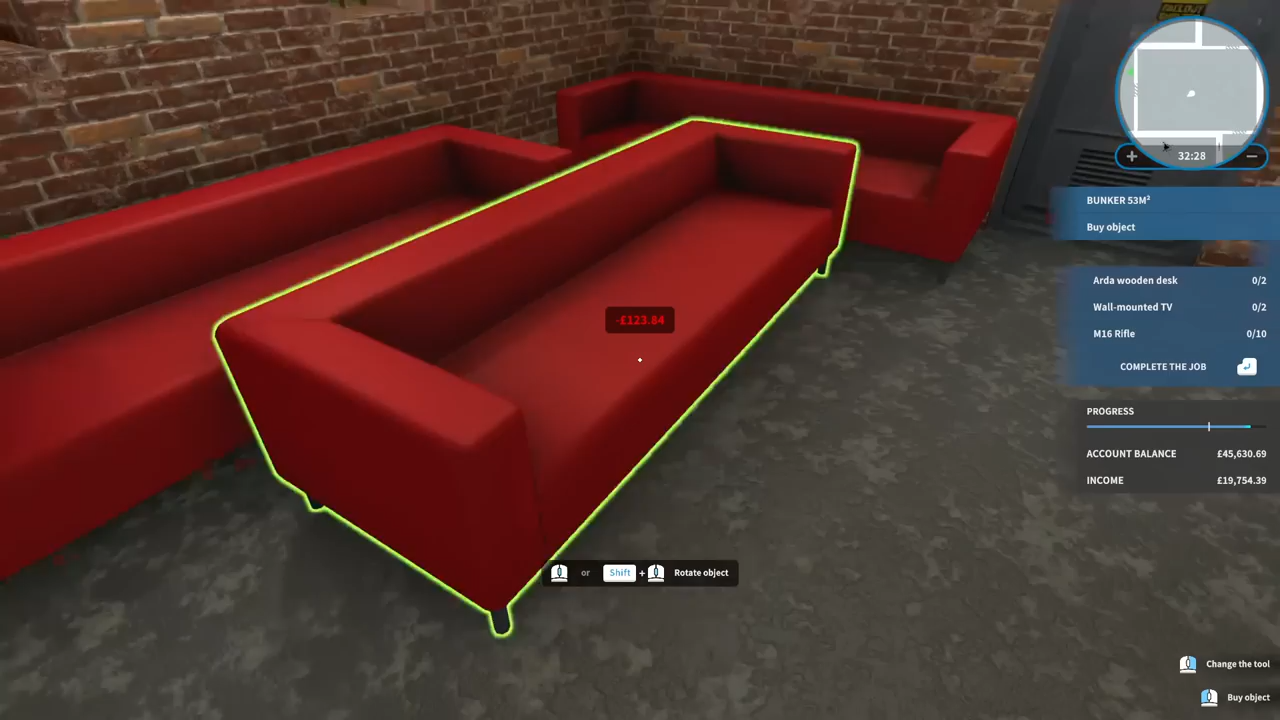 FALLOUT
32:28
BUNKER 53M²
Buy object
Arda wooden desk 0/2
Wall-mounted TV 0/2
M16 Rifle 0/10
COMPLETE THE JOB
PROGRESS
ACCOUNT BALANCE £45,630.69
INCOME £19,754.39
-£123.84
or Shift + Rotate object
Change the tool
Buy object